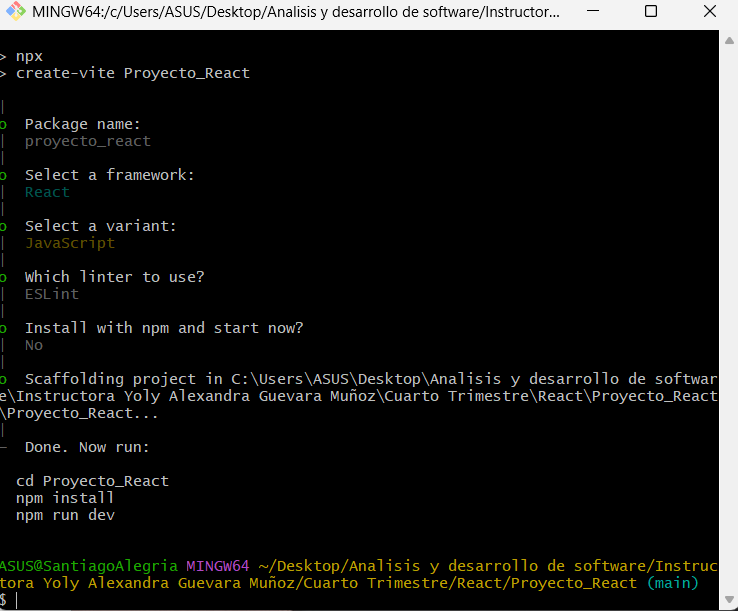 MINGW64:/c/Users/ASUS/Desktop/Analisis y desarrollo de software/Instructor...
> npx
> create-vite Proyecto_React
|
o  Package name:
|  proyecto_react
|
o  Select a framework:
|  React
|
o  Select a variant:
|  JavaScript
|
o  Which linter to use?
|  ESLint
|
o  Install with npm and start now?
|  No
|
o  Scaffolding project in C:\Users\ASUS\Desktop\Analisis y desarrollo de softwar
e\Instructora Yoly Alexandra Guevara Muñoz\Cuarto Trimestre\React\Proyecto_React
\Proyecto_React...
|
—  Done. Now run:
cd Proyecto_React
npm install
npm run dev
ASUS@SantiagoAlegria MINGW64 ~/Desktop/Analisis y desarrollo de software/Instruc
tora Yoly Alexandra Guevara Muñoz/Cuarto Trimestre/React/Proyecto_React (main)
$